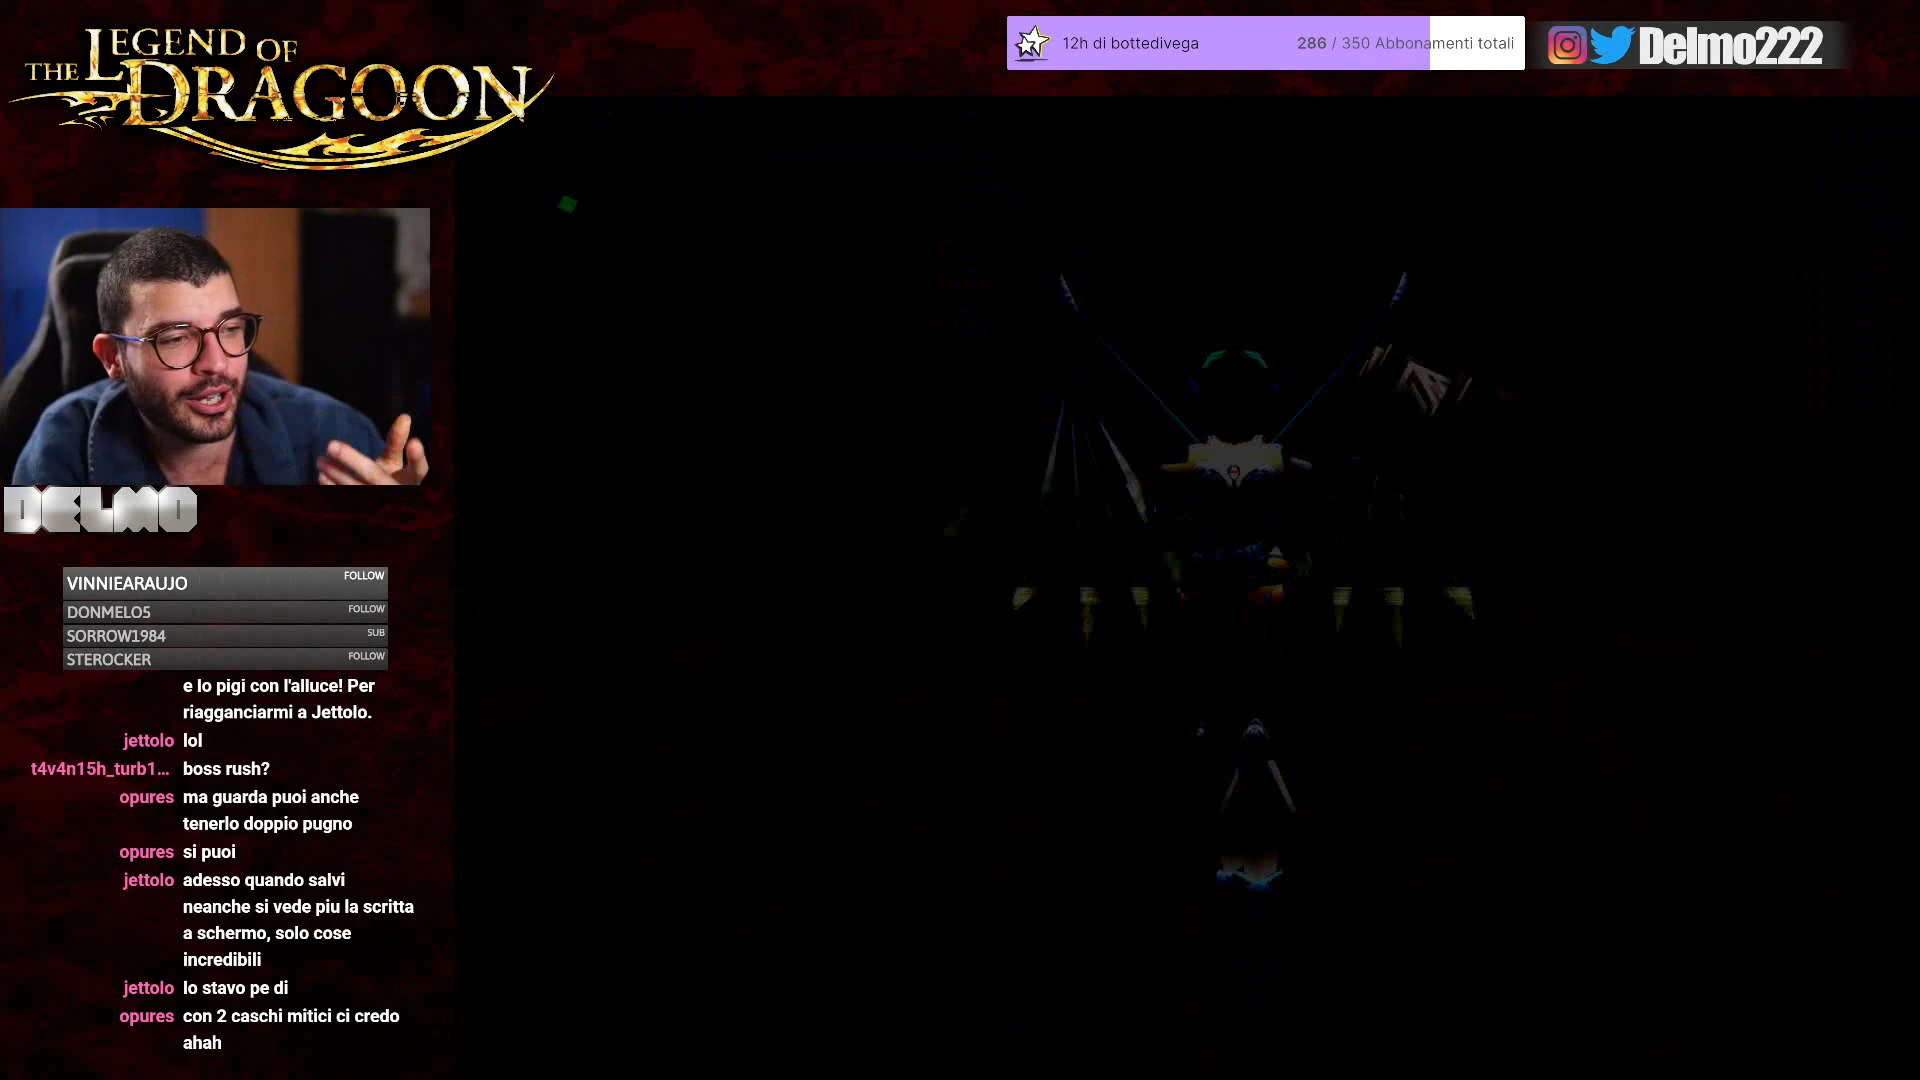 THE LEGEND OF
DRAGOON
12h di bottedivega
286 / 350 Abbonamenti totali
Delmo222
DELMO
VINNIEARAUJO FOLLOW
DONMELO5 FOLLOW
SORROW1984 SUB
STEROCKER FOLLOW
e lo pigi con l'alluce! Per
riagganciarmi a Jettolo.
jettolo lol
t4v4n15h_turb1... boss rush?
opures ma guarda puoi anche
tenerlo doppio pugno
opures si puoi
jettolo adesso quando salvi
neanche si vede piu la scritta
a schermo, solo cose
incredibili
jettolo lo stavo pe di
opures con 2 caschi mitici ci credo
ahah